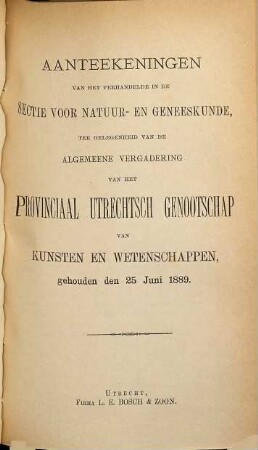 AANTEEKENINGEN
VAN HET VERHANDELDE IN DE
SECTIE VOOR NATUUR- EN GENEESKUNDE,
TER GELEGENHEID VAN DE
ALGEMEENE VERGADERING
VAN HET
PROVINCIAAL UTRECHTSCH GENOOTSCHAP
VAN
KUNSTEN EN WETENSCHAPPEN,
gehouden den 25 Juni 1889.
UTRECHT,
FIRMA L. E. BOSCH & ZOON.